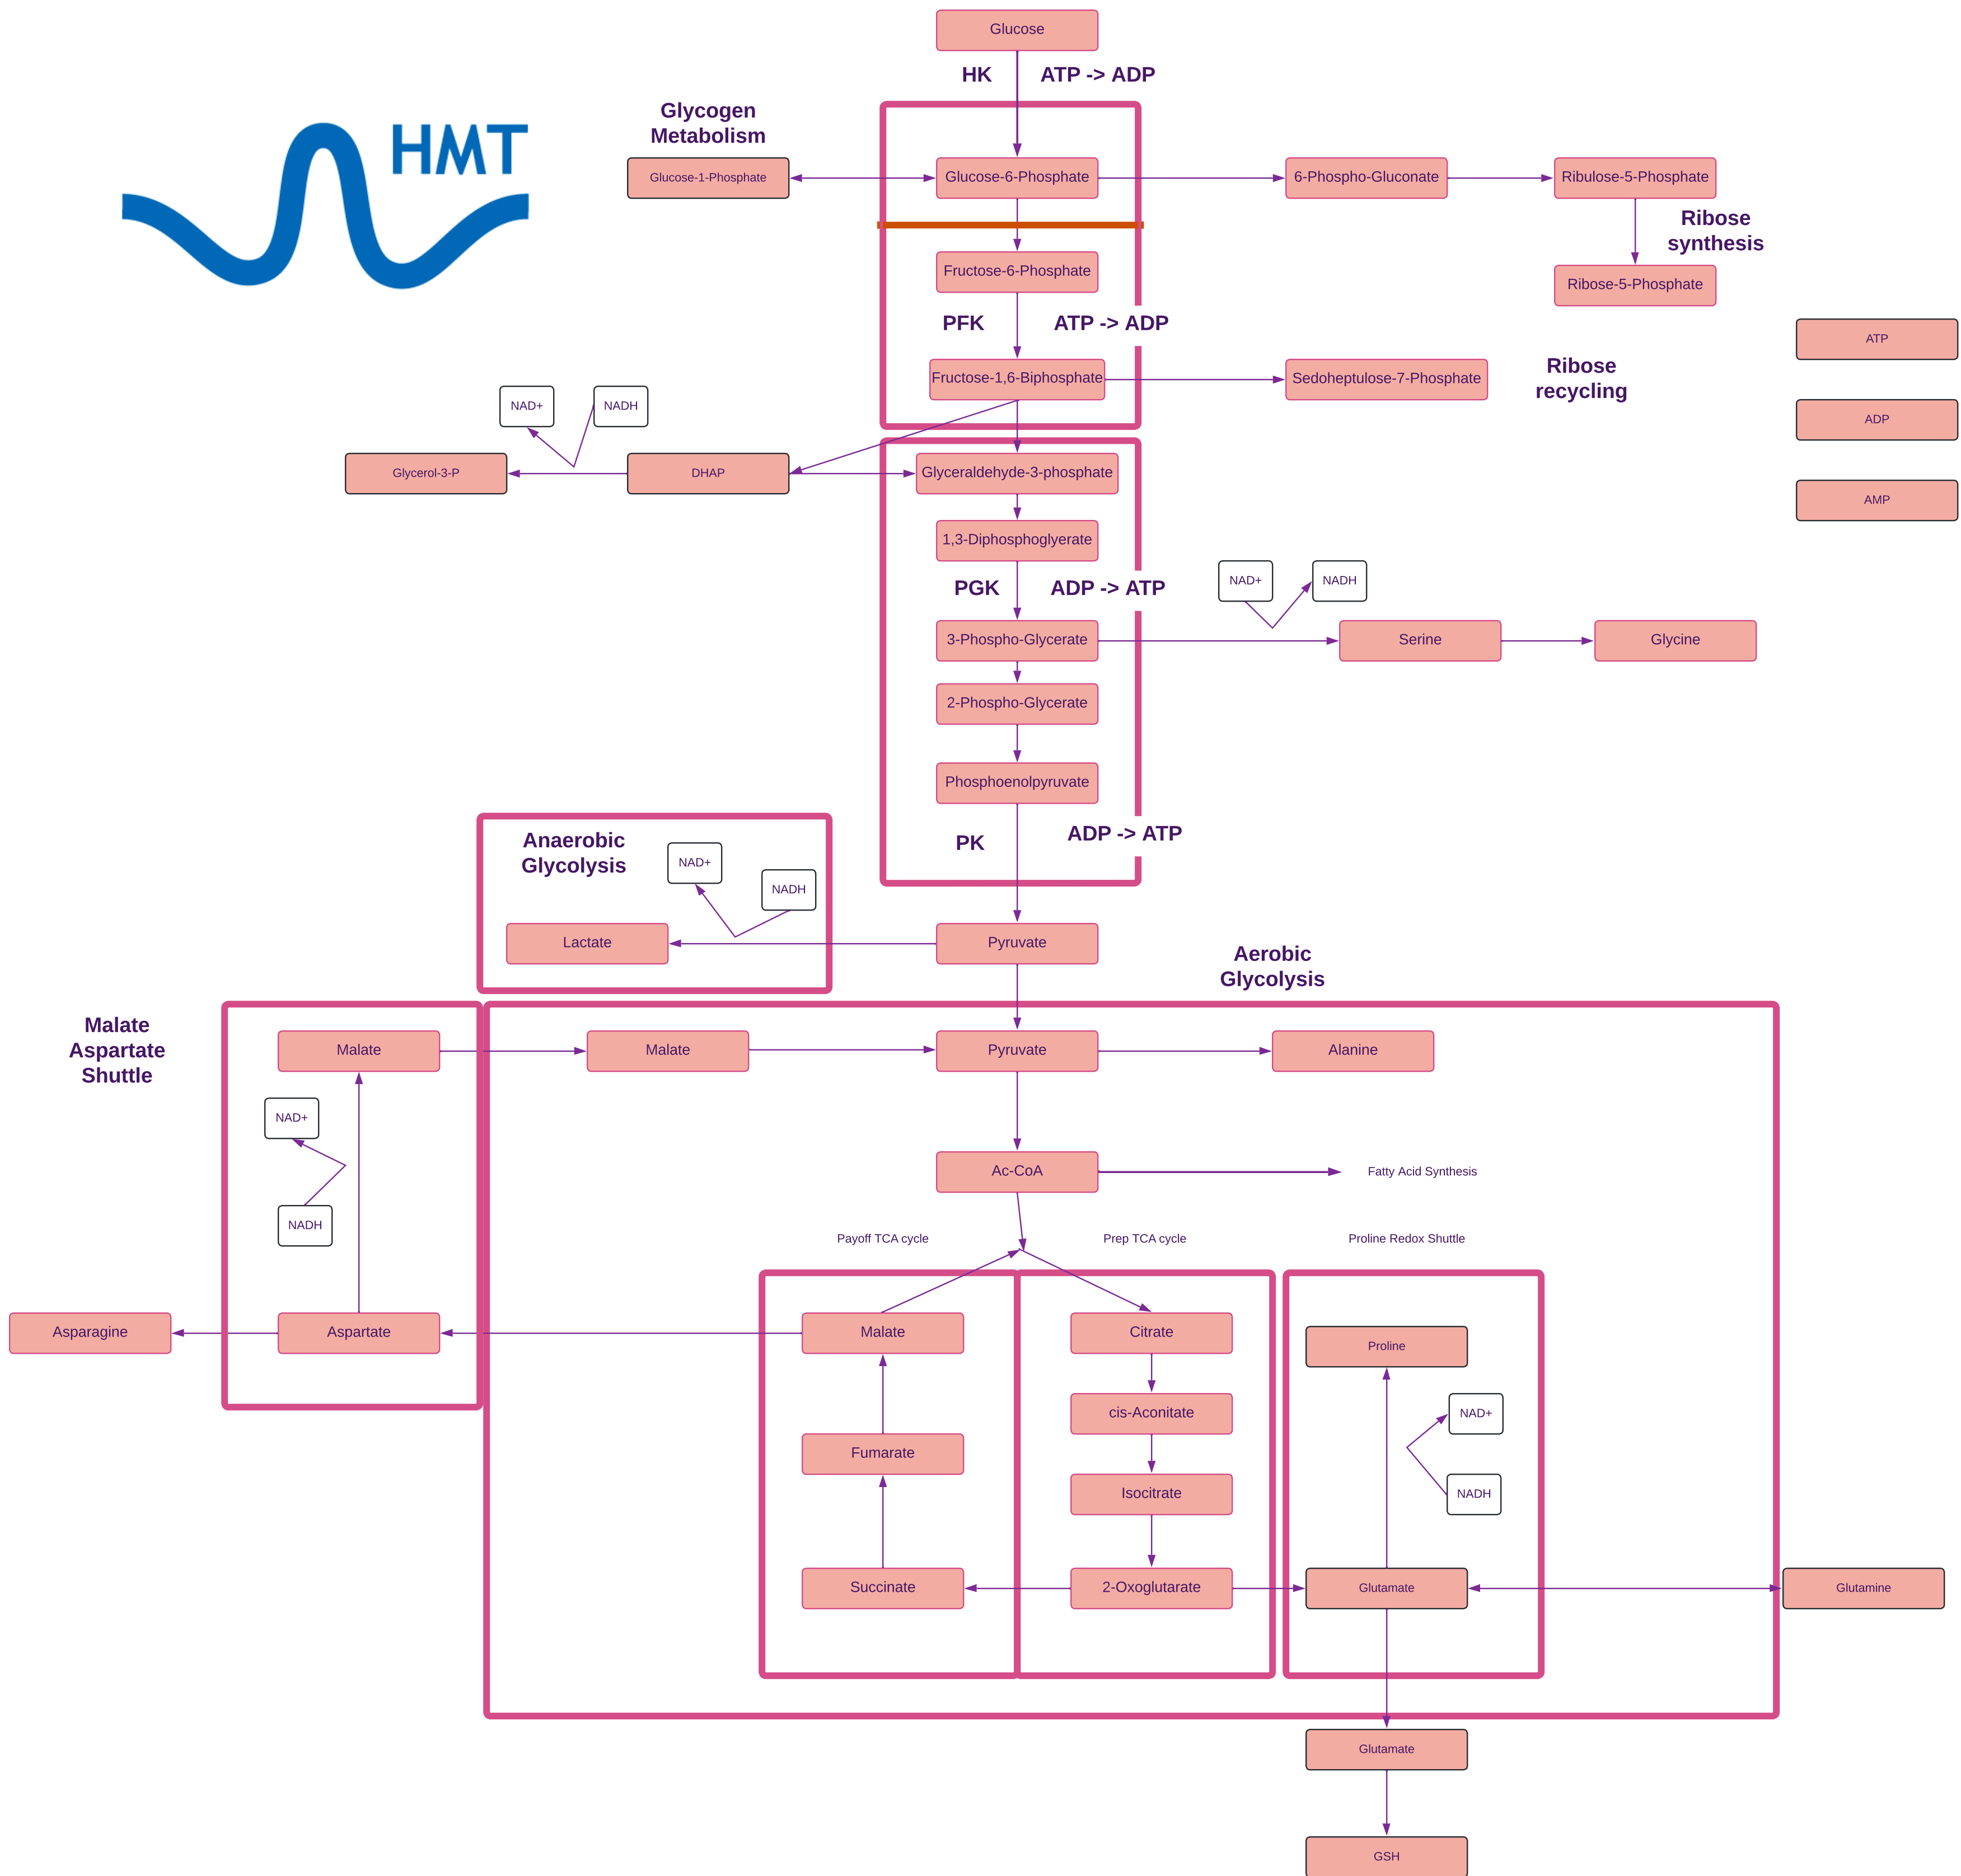 Glucose
HK
ATP -> ADP
HMT
Glycogen
Metabolism
Glucose-1-Phosphate
Glucose-6-Phosphate
6-Phospho-Gluconate
Ribulose-5-Phosphate
Ribose
synthesis
Fructose-6-Phosphate
Ribose-5-Phosphate
PFK
ATP -> ADP
ATP
Fructose-1,6-Biphosphate
Sedoheptulose-7-Phosphate
Ribose
recycling
NAD+
NADH
ADP
Glycerol-3-P
DHAP
Glyceraldehyde-3-phosphate
AMP
1,3-Diphosphoglyerate
PGK
ADP -> ATP
NAD+
NADH
3-Phospho-Glycerate
Serine
Glycine
2-Phospho-Glycerate
Phosphoenolpyruvate
PK
ADP -> ATP
Anaerobic
Glycolysis
NAD+
NADH
Lactate
Pyruvate
Aerobic
Glycolysis
Malate
Aspartate
Shuttle
Malate
Malate
Pyruvate
Alanine
NAD+
NADH
Ac-CoA
Fatty Acid Synthesis
Payoff TCA cycle
Prep TCA cycle
Proline Redox Shuttle
Asparagine
Aspartate
Malate
Citrate
Proline
cis-Aconitate
NAD+
Fumarate
Isocitrate
NADH
Succinate
2-Oxoglutarate
Glutamate
Glutamine
Glutamate
GSH